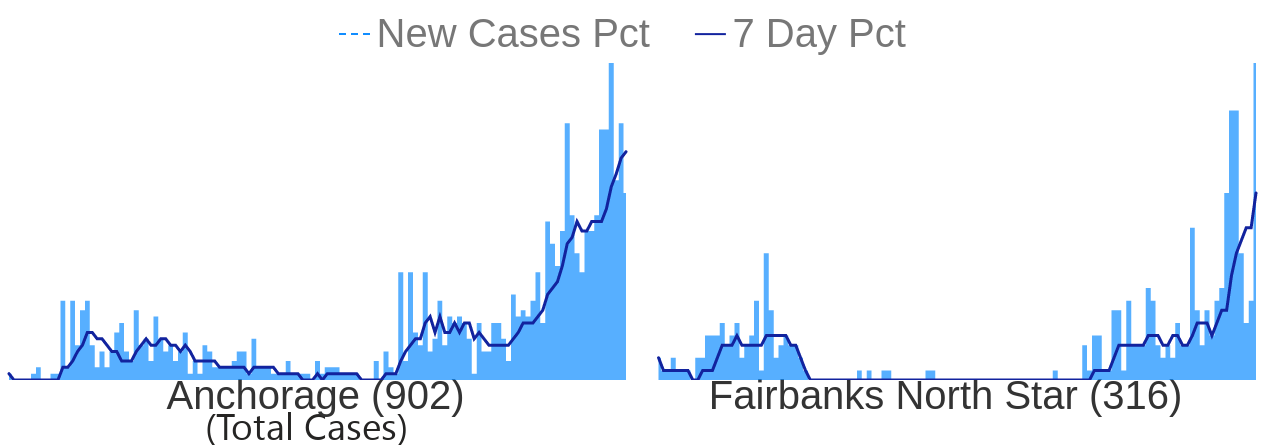 New Cases Pct 7 Day Pct
Anchorage (902) Fairbanks North Star (316)
(Total Cases)